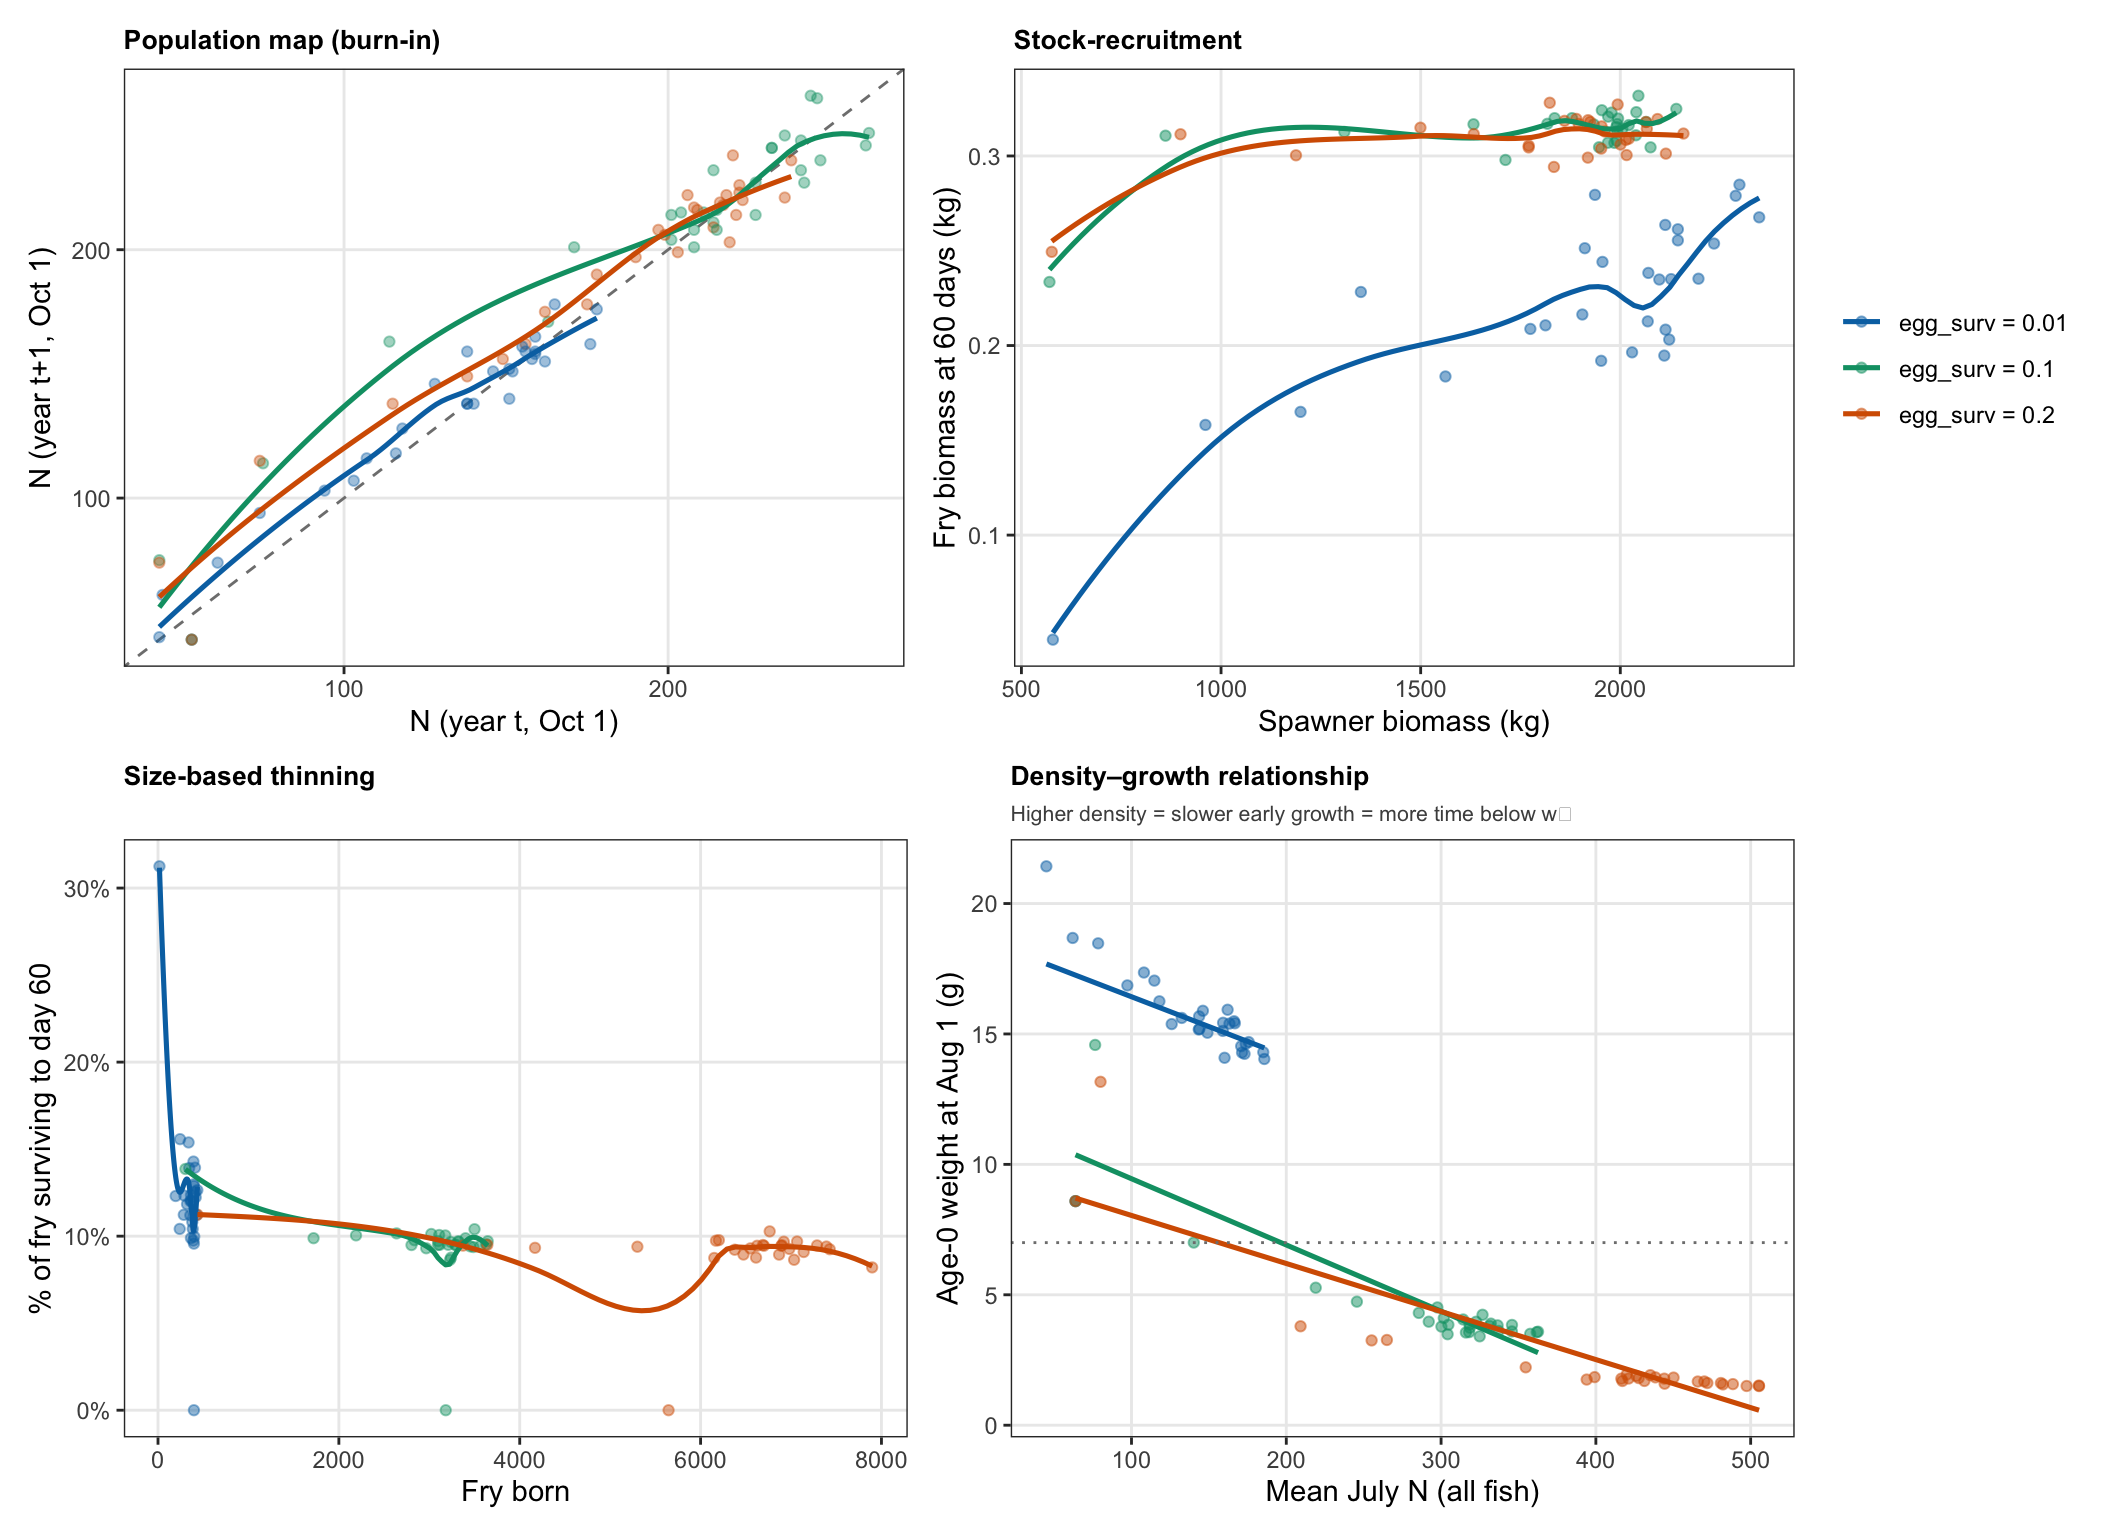 Population map (burn-in)
N (year t+1, Oct 1)
200
100
100 200
N (year t, Oct 1)
Stock-recruitment
Fry biomass at 60 days (kg)
0.3
0.2
0.1
500 1000 1500 2000
Spawner biomass (kg)
egg_surv = 0.01
egg_surv = 0.1
egg_surv = 0.2
Size-based thinning
% of fry surviving to day 60
30%
20%
10%
0%
0 2000 4000 6000 8000
Fry born
Density–growth relationship
Higher density = slower early growth = more time below w□
Age-0 weight at Aug 1 (g)
20
15
10
5
0
100 200 300 400 500
Mean July N (all fish)